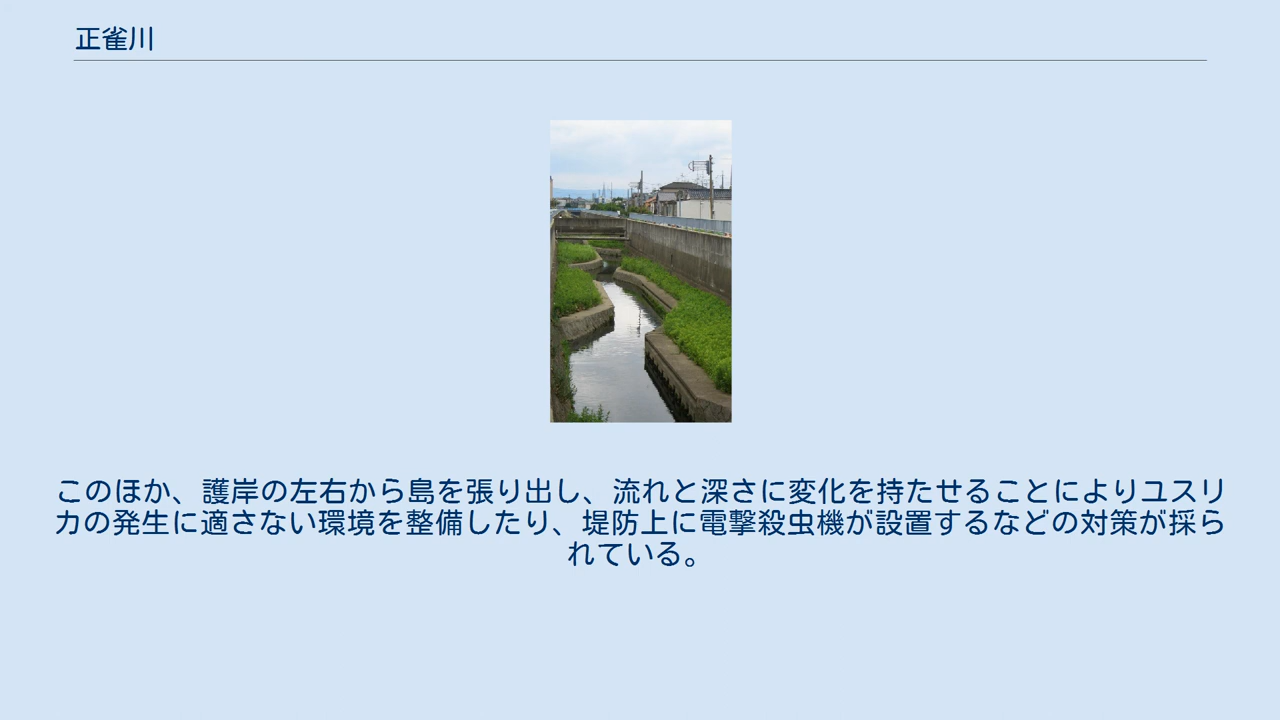 正雀川
このほか、護岸の左右から島を張り出し、流れと深さに変化を持たせることによりユスリ
カの発生に適さない環境を整備したり、堤防上に電撃殺虫機が設置するなどの対策が採ら
れている。